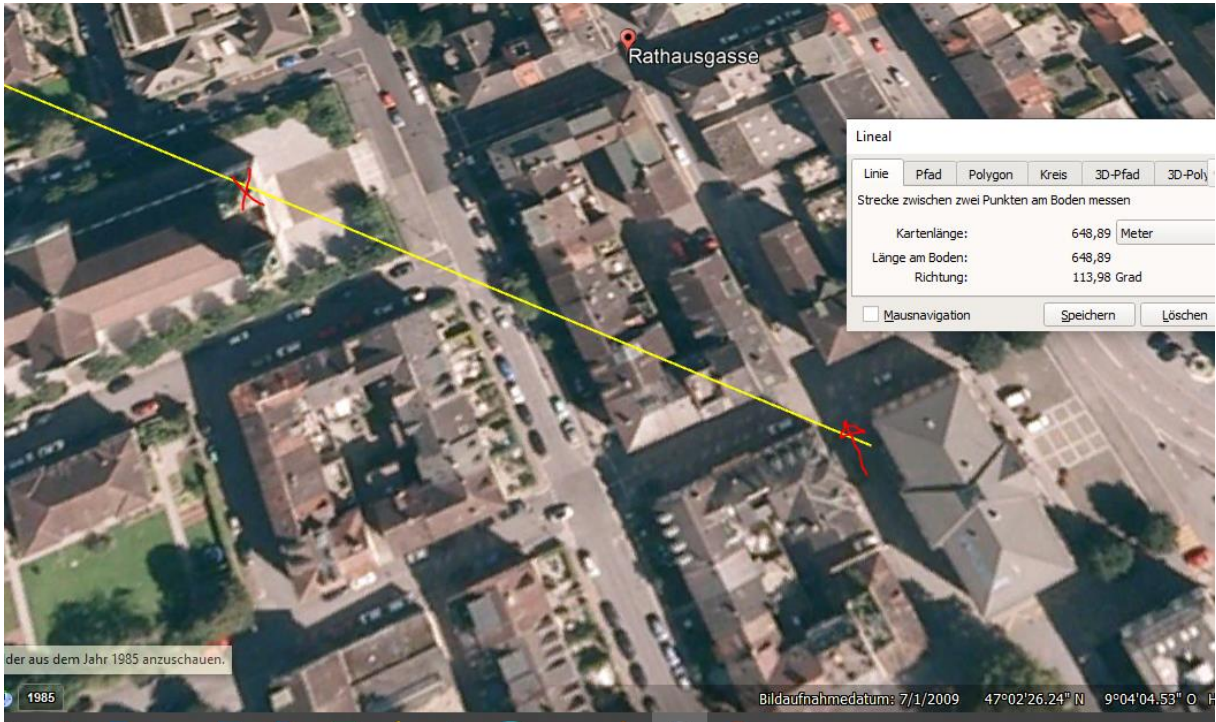 Rathausgasse
Lineal
Linie Pfad Polygon Kreis 3D-Pfad 3D-Poly
Strecke zwischen zwei Punkten am Boden messen
Kartenlänge: 648,89 Meter
Länge am Boden: 648,89
Richtung: 113,98 Grad
Mausnavigation Speichern Löschen
der aus dem Jahr 1985 anzuschauen.
1985
Bildaufnahmedatum: 7/1/2009 47°02'26.24" N 9°04'04.53" O H